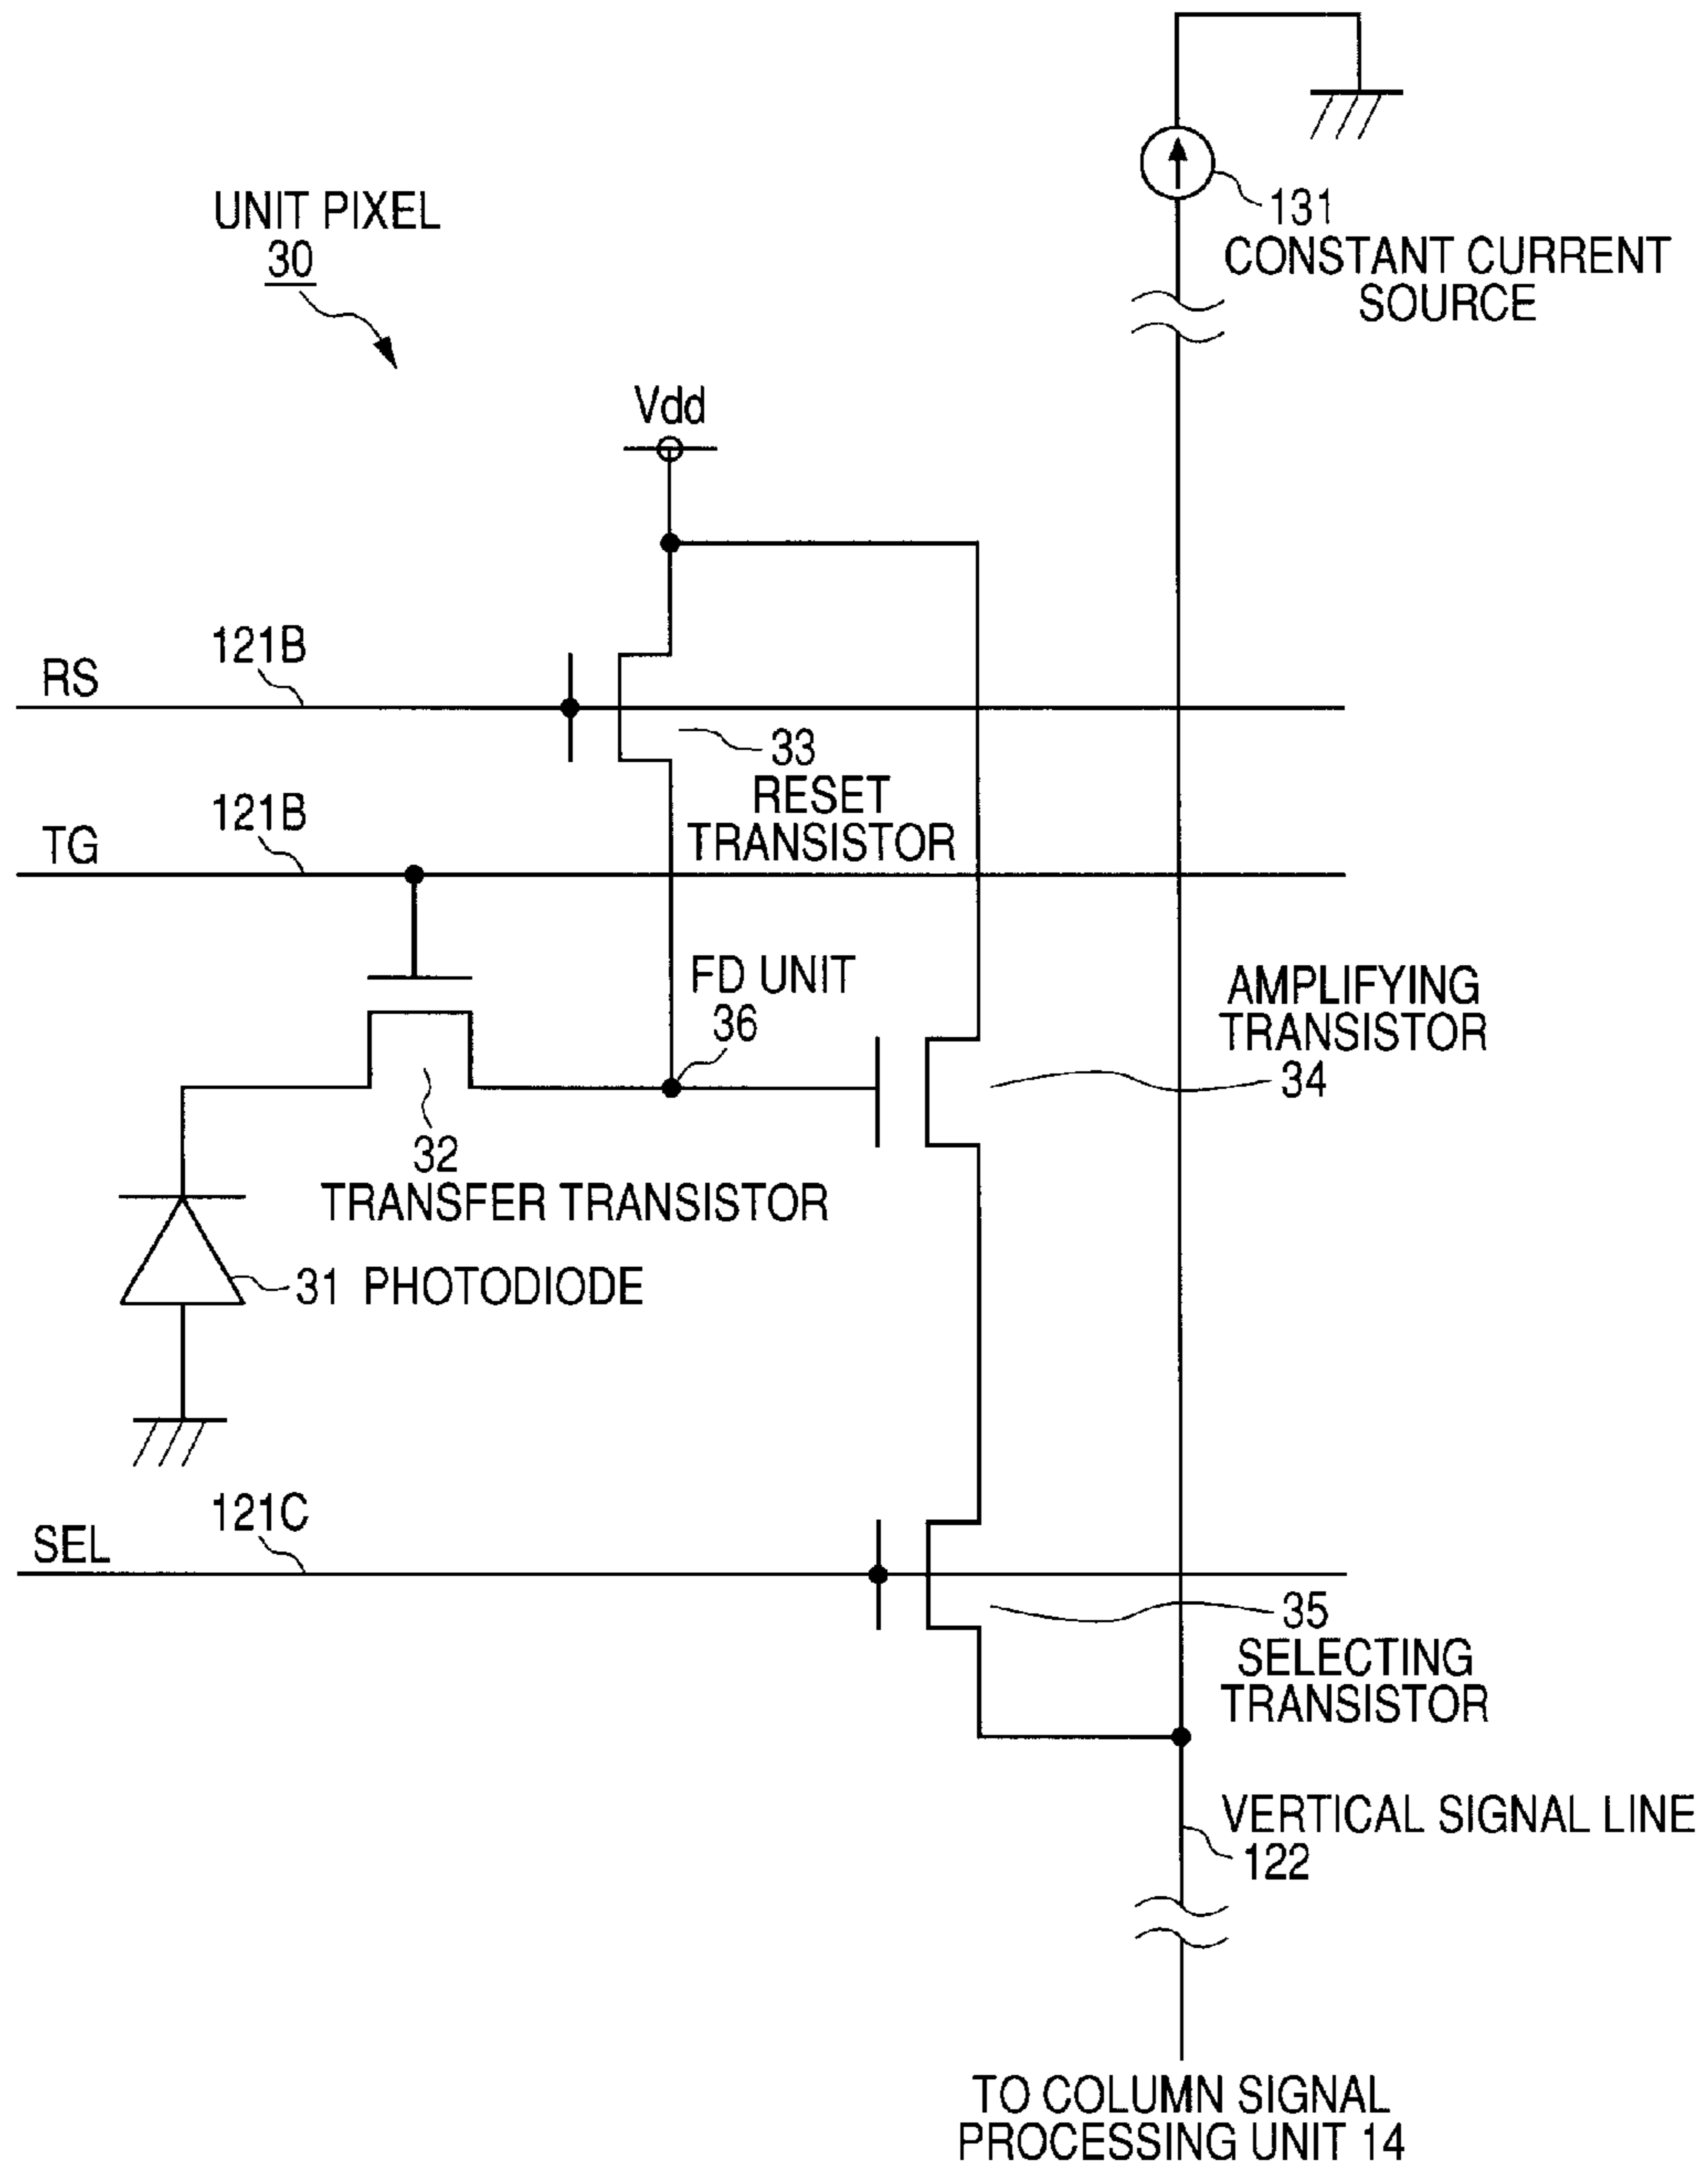 131
CONSTANT CURRENT
SOURCE
UNIT PIXEL
30
Vdd
RS
121B
33
RESET
TRANSISTOR
TG
121B
FD UNIT
36
AMPLIFYING
TRANSISTOR
34
32
TRANSFER TRANSISTOR
31 PHOTODIODE
SEL
121C
35
SELECTING
TRANSISTOR
VERTICAL SIGNAL LINE
122
TO COLUMN SIGNAL
PROCESSING UNIT 14